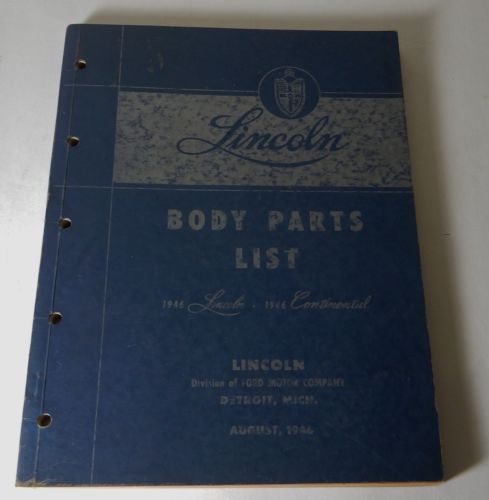 Lincoln
BODY PARTS
LIST
1946 Lincoln - 1946 Continental
LINCOLN
Division of FORD MOTOR COMPANY
DETROIT, MICH.
AUGUST, 1946